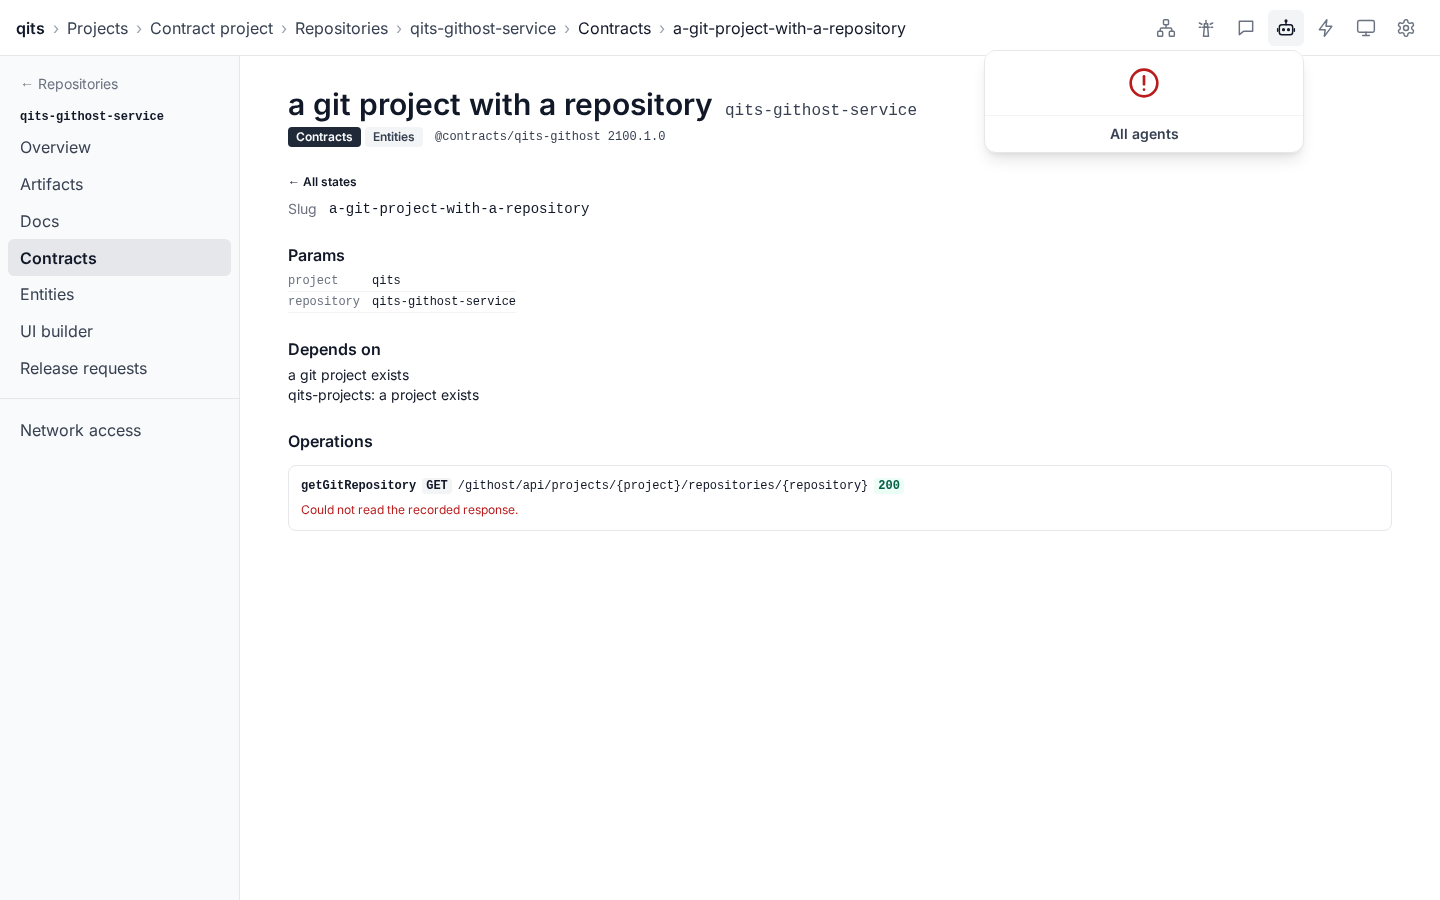 qits › Projects › Contract project › Repositories › qits-githost-service › Contracts › a-git-project-with-a-repository
← Repositories
qits-githost-service
Overview
Artifacts
Docs
Contracts
Entities
UI builder
Release requests
Network access
All agents
a git project with a repository qits-githost-service
Contracts Entities @contracts/qits-githost 2100.1.0
← All states
Slug a-git-project-with-a-repository
Params
project qits
repository qits-githost-service
Depends on
a git project exists
qits-projects: a project exists
Operations
getGitRepository GET /githost/api/projects/{project}/repositories/{repository} 200
Could not read the recorded response.